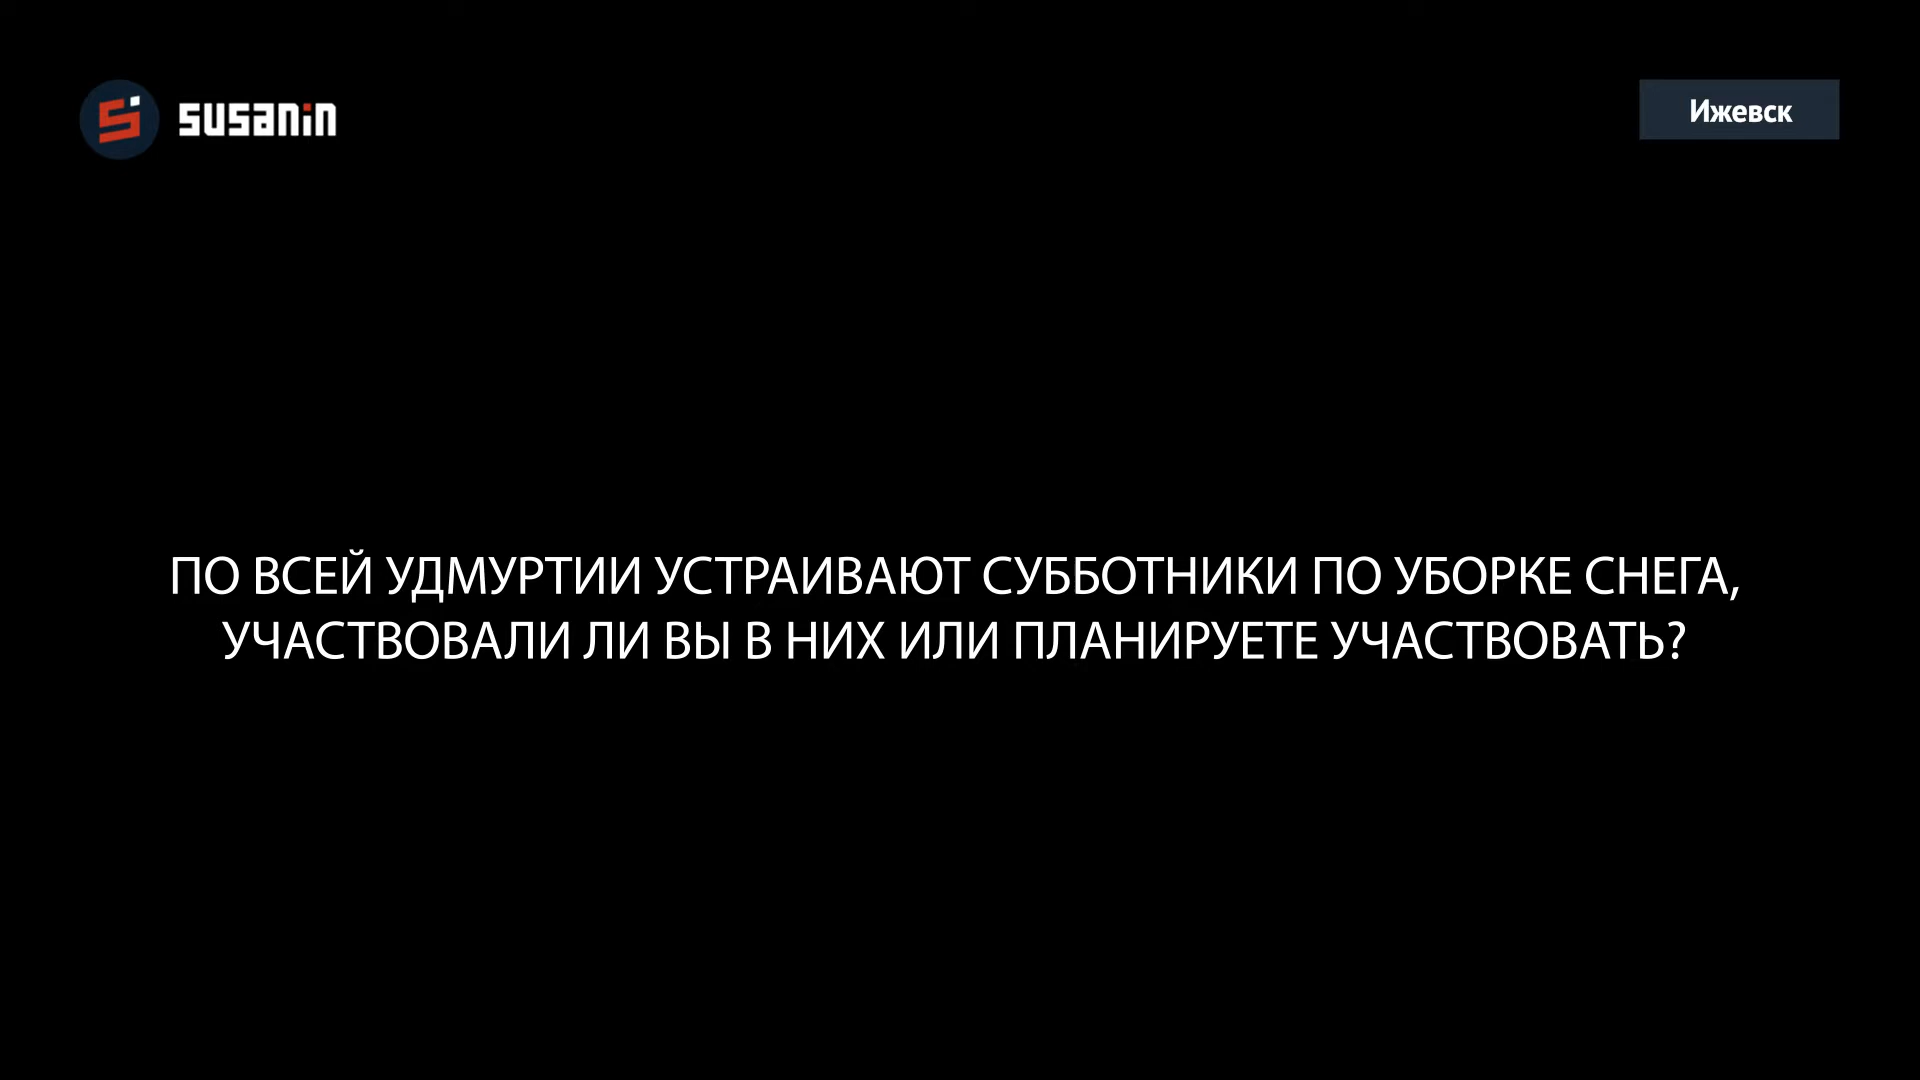 susanin
Ижевск
ПО ВСЕЙ УДМУРТИИ УСТРАИВАЮТ СУББОТНИКИ ПО УБОРКЕ СНЕГА,
УЧАСТВОВАЛИ ЛИ ВЫ В НИХ ИЛИ ПЛАНИРУЕТЕ УЧАСТВОВАТЬ?